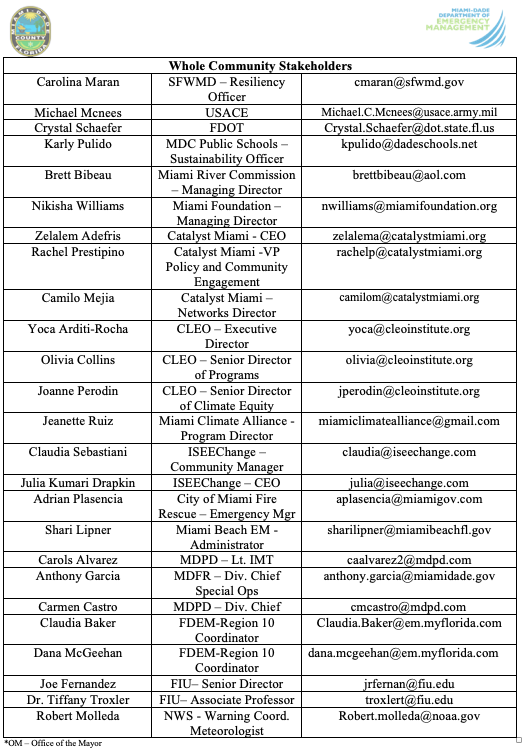 MIAMI-DADE
COUNTY
FLORIDA
MIAMI-DADE
DEPARTMENT OF
EMERGENCY
MANAGEMENT
Whole Community Stakeholders
Carolina Maran SFWMD – Resiliency cmaran@sfwmd.gov
Officer
Michael Mcnees USACE Michael.C.Mcnees@usace.army.mil
Crystal Schaefer FDOT Crystal.Schaefer@dot.state.fl.us
Karly Pulido MDC Public Schools – kpulido@dadeschools.net
Sustainability Officer
Brett Bibeau Miami River Commission brettbibeau@aol.com
– Managing Director
Nikisha Williams Miami Foundation – nwilliams@miamifoundation.org
Managing Director
Zelalem Adefris Catalyst Miami - CEO zelalema@catalystmiami.org
Rachel Prestipino Catalyst Miami -VP rachelp@catalystmiami.org
Policy and Community
Engagement
Camilo Mejia Catalyst Miami – camilom@catalystmiami.org
Networks Director
Yoca Arditi-Rocha CLEO – Executive yoca@cleoinstitute.org
Director
Olivia Collins CLEO – Senior Director olivia@cleoinstitute.org
of Programs
Joanne Perodin CLEO – Senior Director jperodin@cleoinstitute.org
of Climate Equity
Jeanette Ruiz Miami Climate Alliance - miamiclimatealliance@gmail.com
Program Director
Claudia Sebastiani ISEEChange – claudia@iseechange.com
Community Manager
Julia Kumari Drapkin ISEEChange – CEO julia@iseechange.com
Adrian Plasencia City of Miami Fire aplasencia@miamigov.com
Rescue – Emergency Mgr
Shari Lipner Miami Beach EM - sharilipner@miamibeachfl.gov
Administrator
Carols Alvarez MDPD – Lt. IMT caalvarez2@mdpd.com
Anthony Garcia MDFR – Div. Chief anthony.garcia@miamidade.gov
Special Ops
Carmen Castro MDPD – Div. Chief cmcastro@mdpd.com
Claudia Baker FDEM-Region 10 Claudia.Baker@em.myflorida.com
Coordinator
Dana McGeehan FDEM-Region 10 dana.mcgeehan@em.myflorida.com
Coordinator
Joe Fernandez FIU– Senior Director jrfernan@fiu.edu
Dr. Tiffany Troxler FIU– Associate Professor troxlert@fiu.edu
Robert Molleda NWS - Warning Coord. Robert.molleda@noaa.gov
Meteorologist
*OM – Office of the Mayor